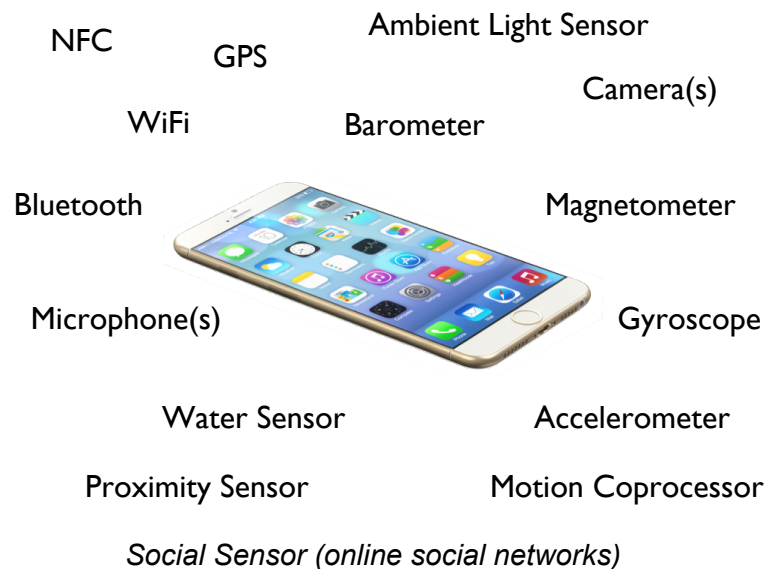 Ambient Light Sensor
NFC
GPS
Camera(s)
WiFi
Barometer
Bluetooth
Magnetometer
Microphone(s)
Gyroscope
Water Sensor
Accelerometer
Proximity Sensor
Motion Coprocessor
Social Sensor (online social networks)